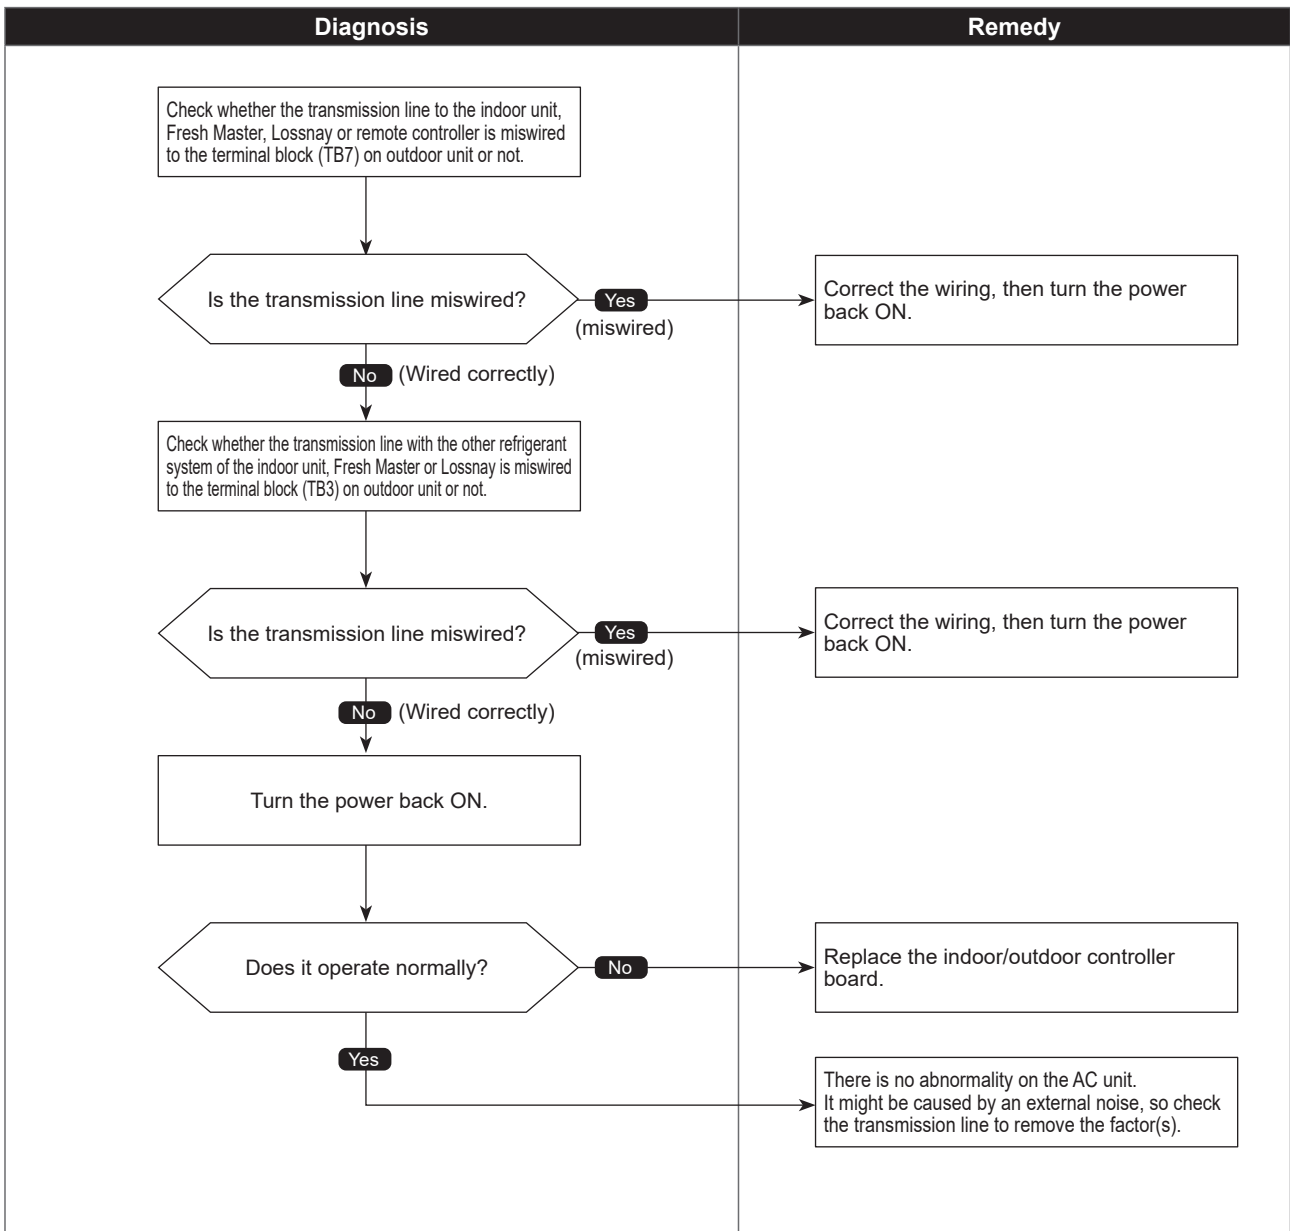 Diagnosis
Remedy
Check whether the transmission line to the indoor unit,
Fresh Master, Lossnay or remote controller is miswired
to the terminal block (TB7) on outdoor unit or not.
Is the transmission line miswired?
Yes
(miswired)
Correct the wiring, then turn the power
back ON.
No (Wired correctly)
Check whether the transmission line with the other refrigerant
system of the indoor unit, Fresh Master or Lossnay is miswired
to the terminal block (TB3) on outdoor unit or not.
Is the transmission line miswired?
Yes
(miswired)
Correct the wiring, then turn the power
back ON.
No (Wired correctly)
Turn the power back ON.
Does it operate normally?
No
Replace the indoor/outdoor controller
board.
Yes
There is no abnormality on the AC unit.
It might be caused by an external noise, so check
the transmission line to remove the factor(s).